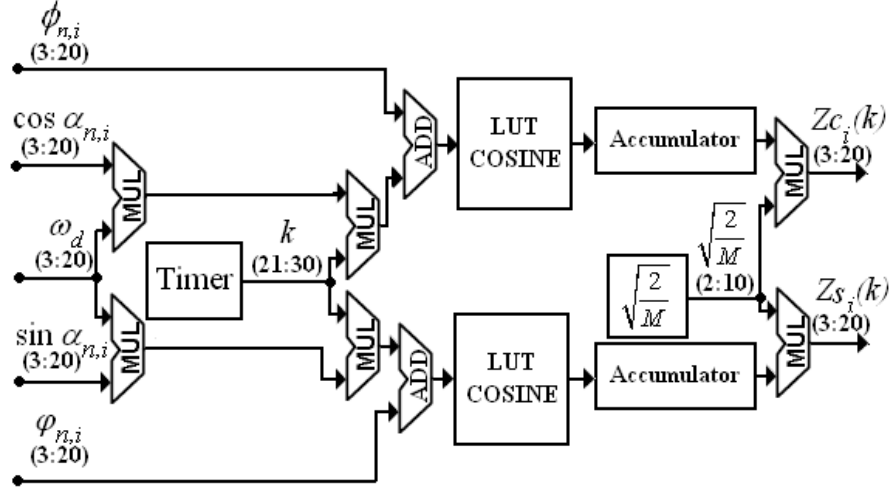 ϕn,i
(3:20)
cos αn,i
(3:20)
ωd
(3:20)
sin αn,i
(3:20)
φn,i
(3:20)
MUL
MUL
Timer
k
(21:30)
MUL
MUL
ADD
ADD
LUT
COSINE
LUT
COSINE
Accumulator
√(2/M)
√(2/M)
(2:10)
Accumulator
MUL
MUL
Zci(k)
(3:20)
Zsi(k)
(3:20)